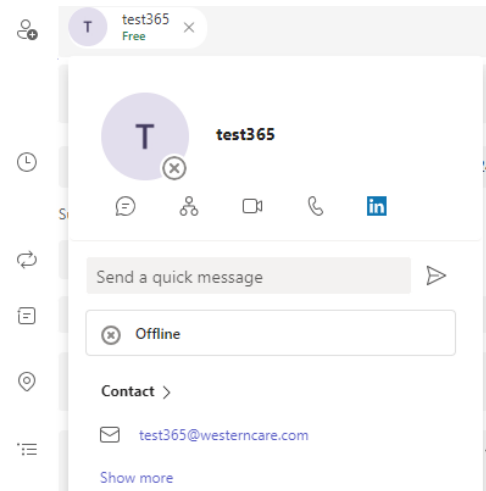 T
test365
Free
T
test365
in
Send a quick message
Offline
Contact
test365@westerncare.com
Show more